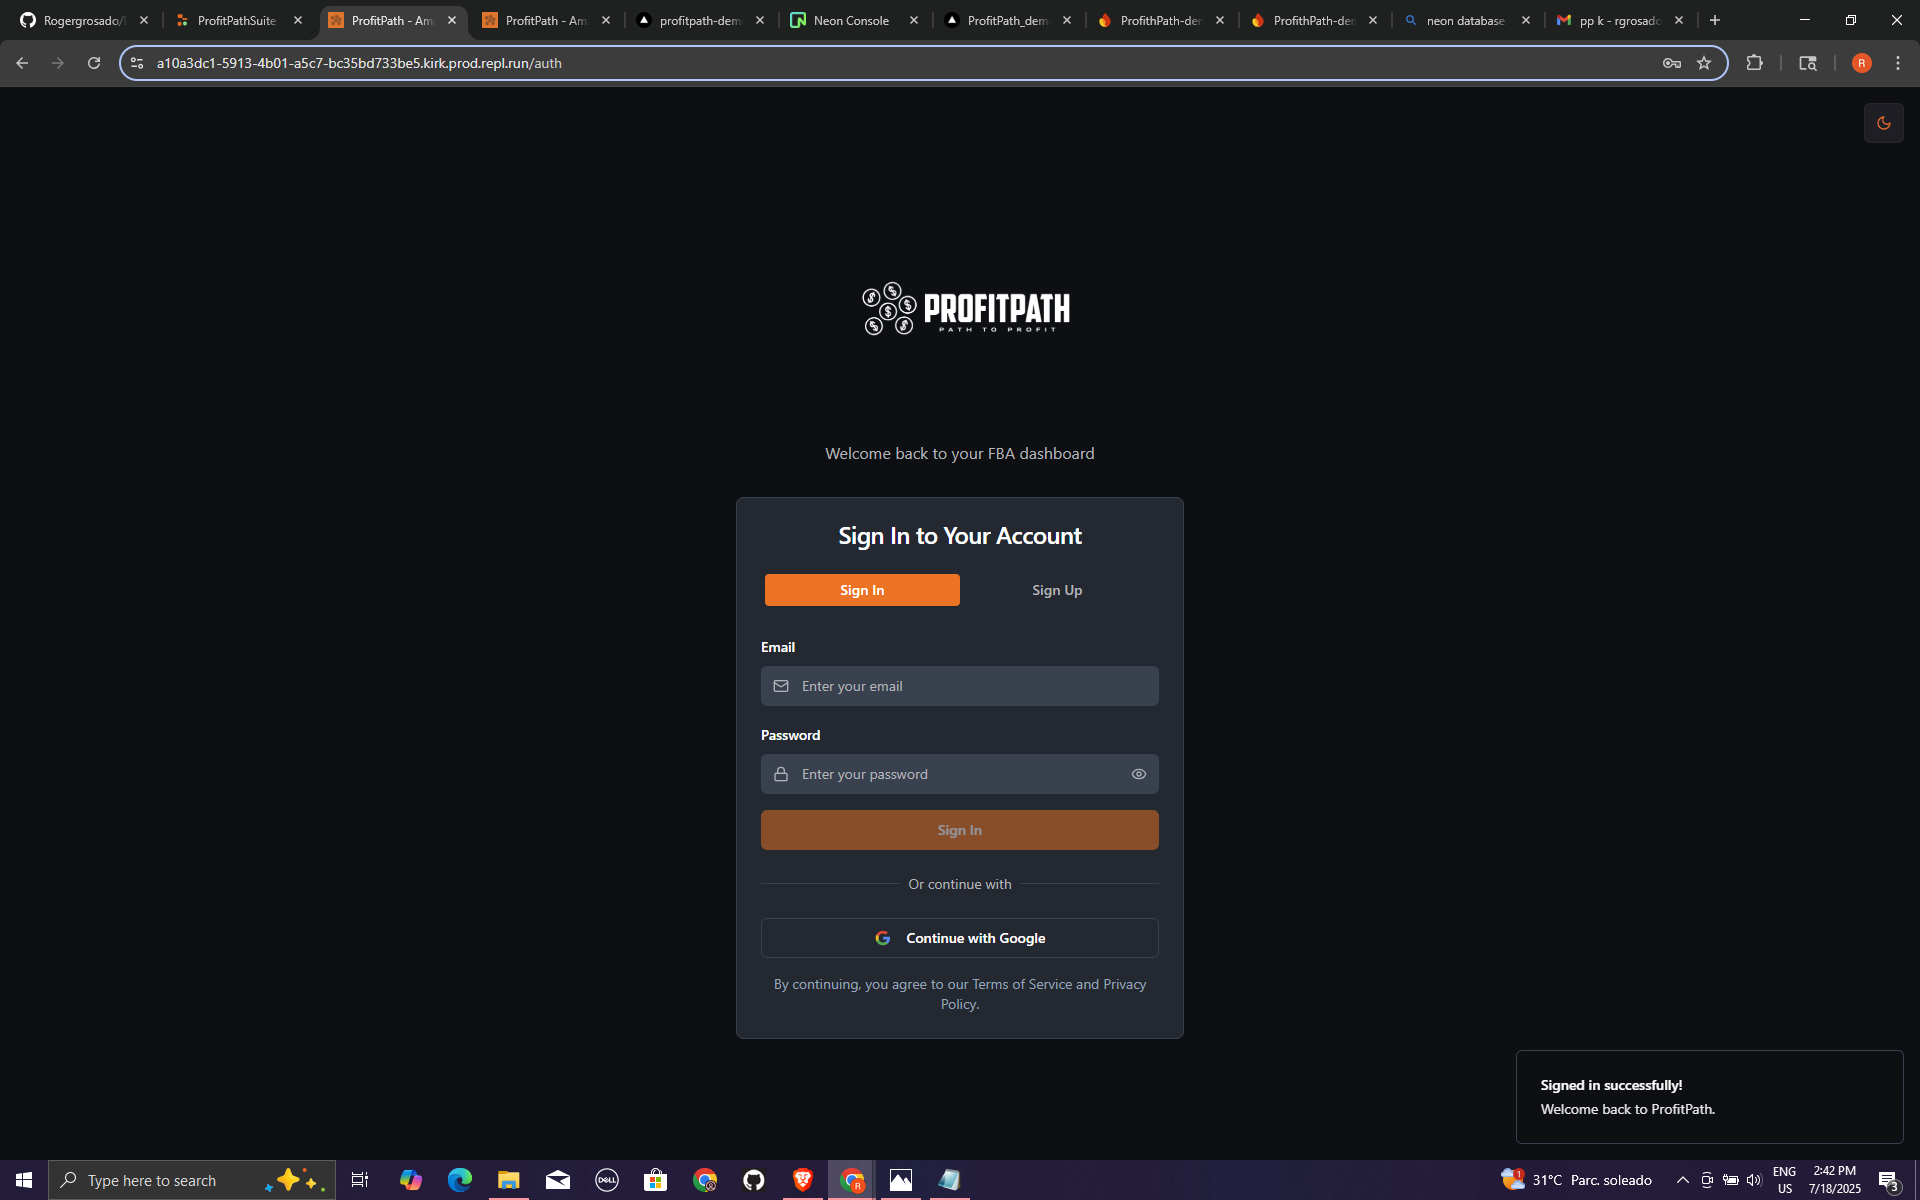 Rogergrosado/
ProfitPathSuite
ProfitPath - Am
ProfitPath - Am
profitpath-dem
Neon Console
ProfitPath_dem
ProfithPath-den
ProfithPath-den
neon database
pp k - rgrosado
a10a3dc1-5913-4b01-a5c7-bc35bd733be5.kirk.prod.repl.run/auth
R
PROFITPATH
PATH TO PROFIT
Welcome back to your FBA dashboard
Sign In to Your Account
Sign In
Sign Up
Email
Enter your email
Password
Enter your password
Sign In
Or continue with
Continue with Google
By continuing, you agree to our Terms of Service and Privacy
Policy.
Signed in successfully!
Welcome back to ProfitPath.
Type here to search
DELL
R
1
31°C Parc. soleado
ENG
US
2:42 PM
7/18/2025
3